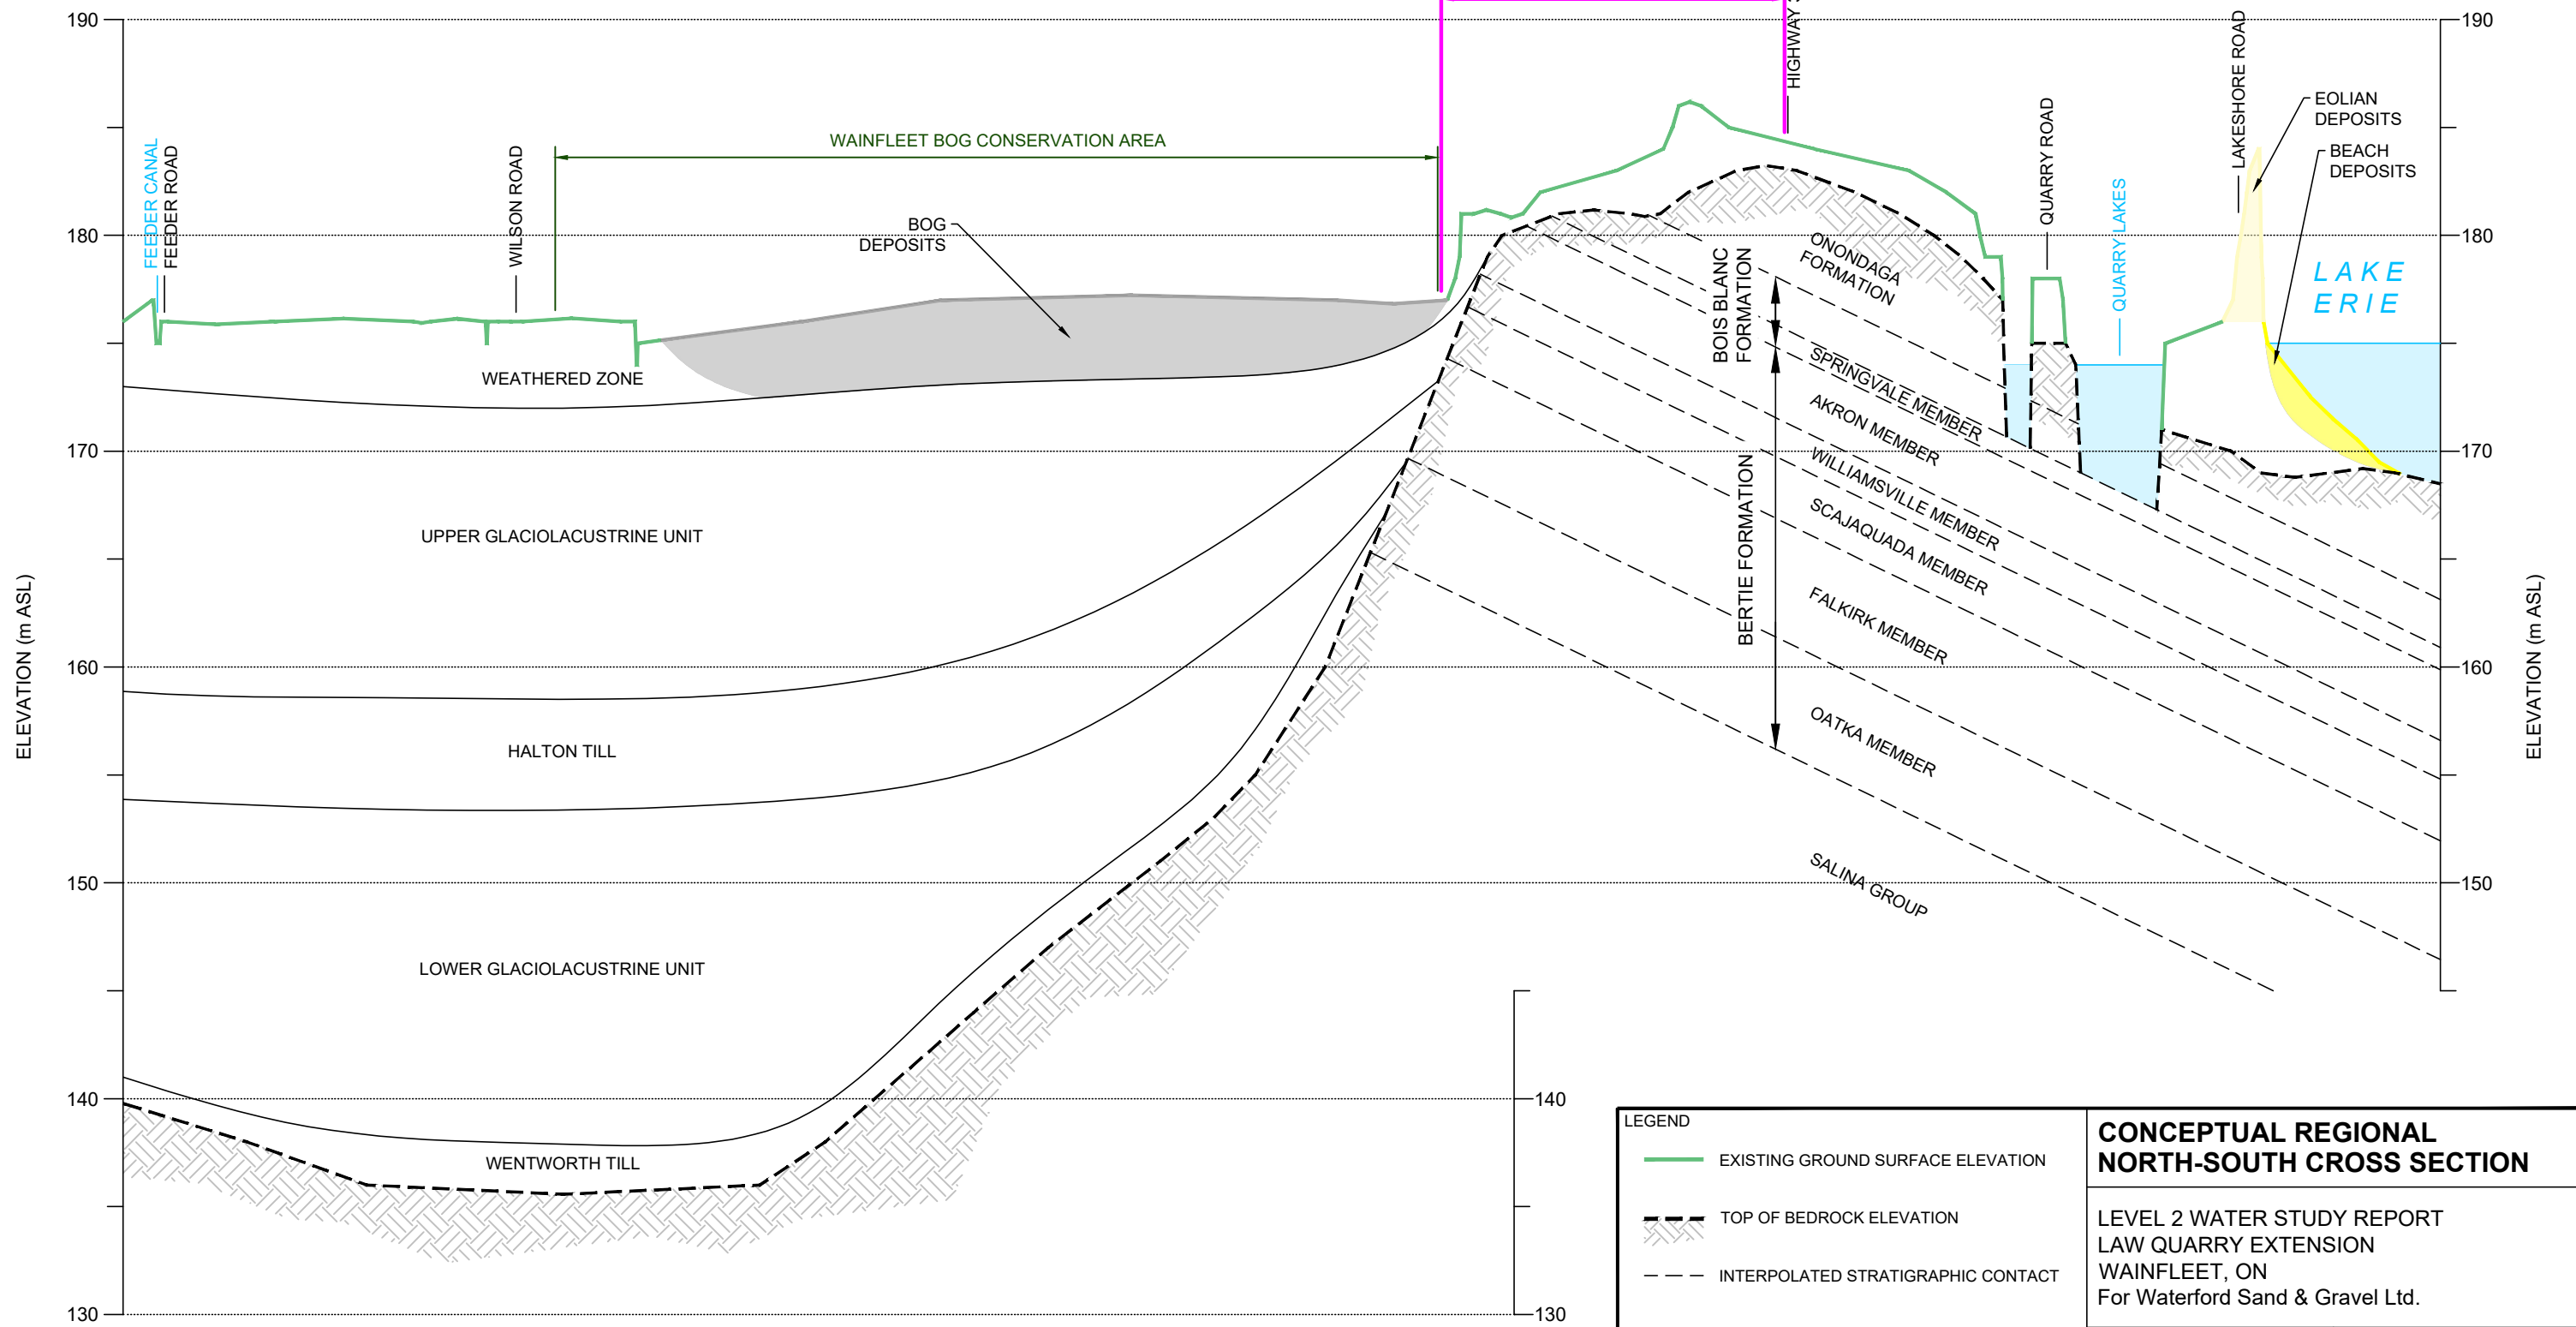 190
190
HIGHWAY
LAKESHORE ROAD
EOLIAN
DEPOSITS
BEACH
DEPOSITS
QUARRY ROAD
FEEDER CANAL
FEEDER ROAD
WILSON ROAD
WAINFLEET BOG CONSERVATION AREA
QUARRY LAKES
BOG
DEPOSITS
180
180
LAKE
ERIE
ONONDAGA
FORMATION
BOIS BLANC
FORMATION
WEATHERED ZONE
SPRINGVALE MEMBER
AKRON MEMBER
170
170
WILLIAMSVILLE MEMBER
SCAJAQUADA MEMBER
BERTIE FORMATION
UPPER GLACIOLACUSTRINE UNIT
FALKIRK MEMBER
ELEVATION (m ASL)
ELEVATION (m ASL)
160
160
OATKA MEMBER
HALTON TILL
SALINA GROUP
150
150
LOWER GLACIOLACUSTRINE UNIT
140
140
WENTWORTH TILL
130
130
LEGEND
EXISTING GROUND SURFACE ELEVATION
TOP OF BEDROCK ELEVATION
INTERPOLATED STRATIGRAPHIC CONTACT
CONCEPTUAL REGIONAL
NORTH-SOUTH CROSS SECTION
LEVEL 2 WATER STUDY REPORT
LAW QUARRY EXTENSION
WAINFLEET, ON
For Waterford Sand & Gravel Ltd.